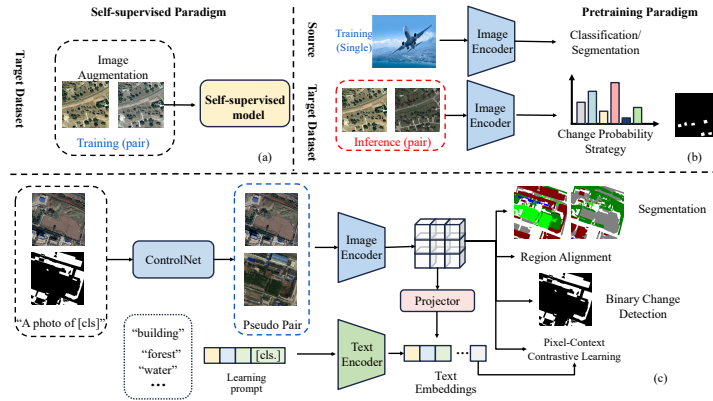 Self-supervised Paradigm
Target Dataset
Image
Augmentation
Training (pair)
Self-supervised
model
(a)
Pretraining Paradigm
Source
Training
(Single)
Image
Encoder
Classification/
Segmentation
Target Dataset
Inference (pair)
Image
Encoder
Change Probability
Strategy
(b)
“A photo of [cls]”
ControlNet
Pseudo Pair
Image
Encoder
Projector
Segmentation
Region Alignment
Binary Change
Detection
Pixel-Context
Contrastive Learning
“building”
“forest”
“water”
...
[cls.]
Learning
prompt
Text
Encoder
...
Text
Embeddings
(c)